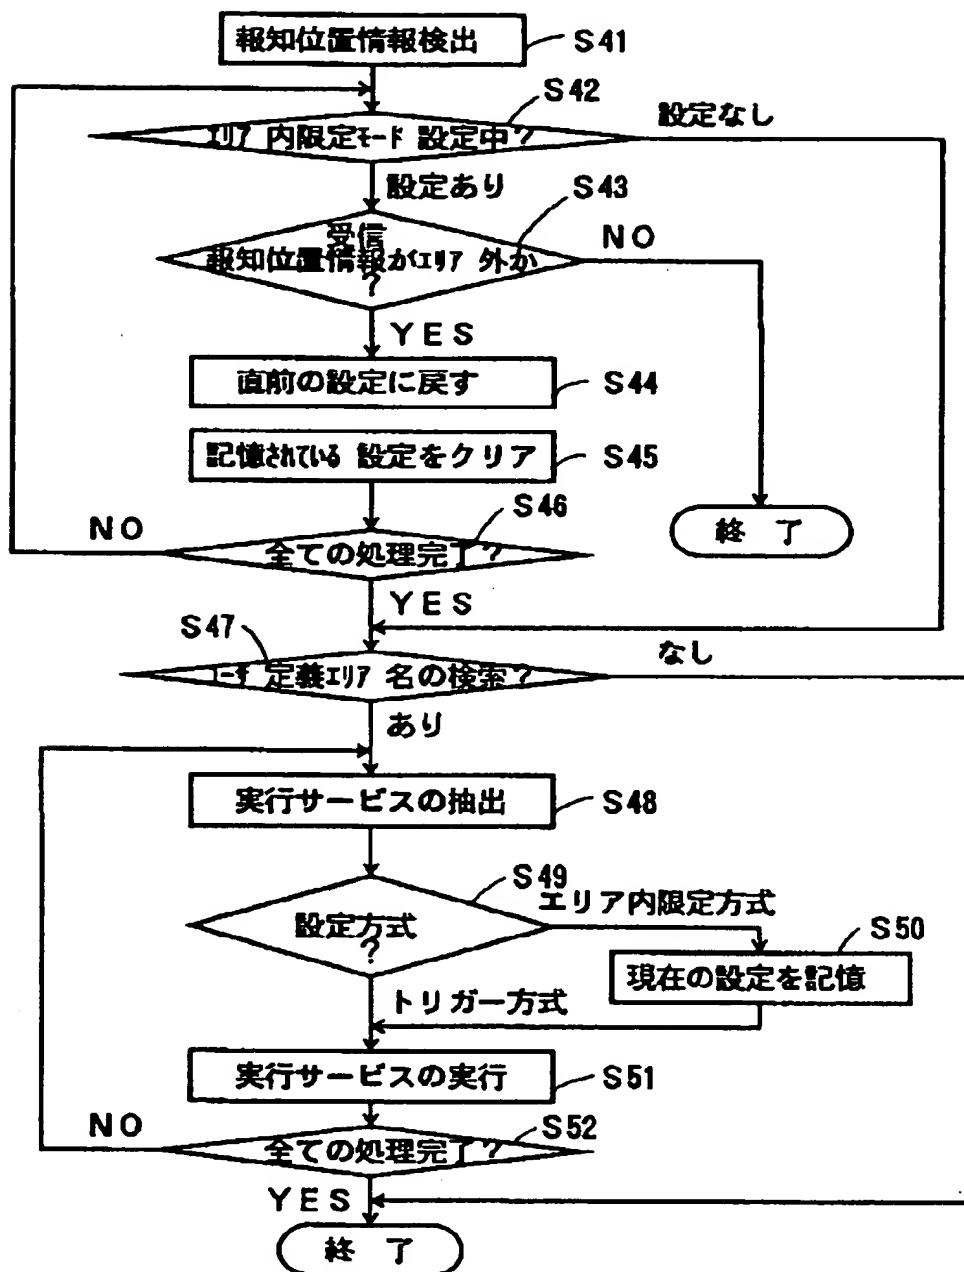 報知位置情報検出
S41
S42
エリア 内限定モード 設定中?
設定なし
設定あり
S43
受信
報知位置情報がエリア 外か
?
NO
YES
直前の設定に戻す
S44
記憶されている 設定をクリア
S45
S46
NO
全ての処理完了?
終 了
YES
S47
なし
ユーザ 定義エリア 名の検索?
あり
実行サービスの抽出
S48
S49
エリア内限定方式
設定方式
?
S50
現在の設定を記憶
トリガー方式
実行サービスの実行
S51
NO
S52
全ての処理完了?
YES
終 了